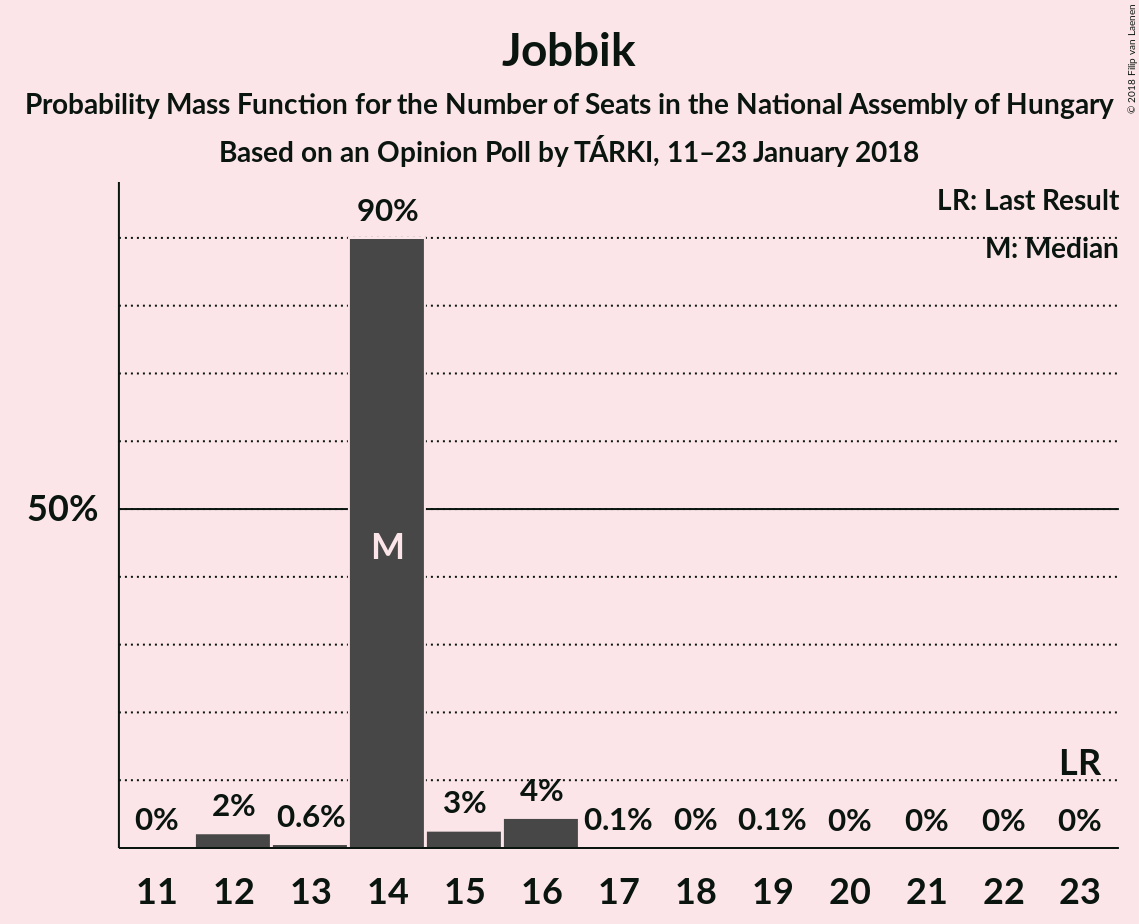 Jobbik
Probability Mass Function for the Number of Seats in the National Assembly of Hungary
Based on an Opinion Poll by TÁRKI, 11–23 January 2018
© 2018 Filip van Laenen
LR: Last Result
M: Median
90%
50%
M
LR
0%
2%
0.6%
3%
4%
0.1%
0%
0.1%
0%
0%
0%
0%
11 12 13 14 15 16 17 18 19 20 21 22 23